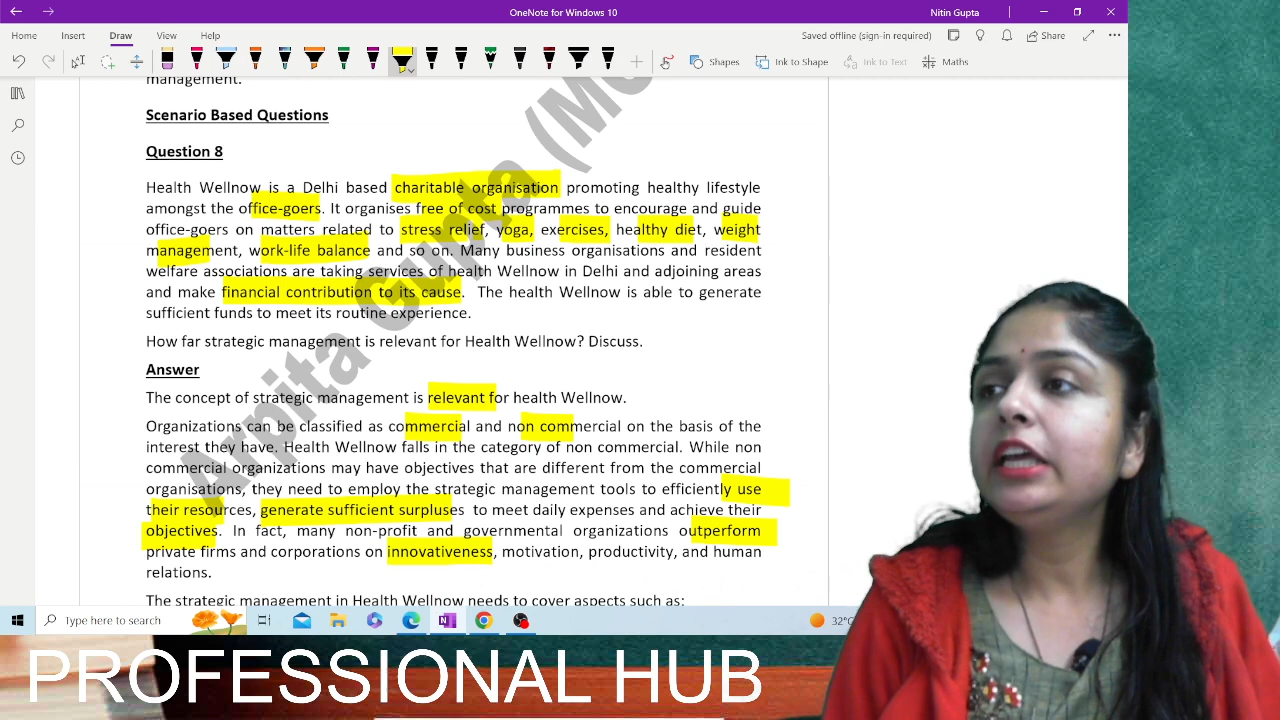 OneNote for Windows 10
Nitin Gupta
Home Insert Draw View Help
Saved offline (sign-in required)
Share
Shapes
Ink to Shape
Ink to Text
Maths
management.
Scenario Based Questions
Question 8
Health Wellnow is a Delhi based charitable organisation promoting healthy lifestyle
amongst the office-goers. It organises free of cost programmes to encourage and guide
office-goers on matters related to stress relief, yoga, exercises, healthy diet, weight
management, work-life balance and so on. Many business organisations and resident
welfare associations are taking services of health Wellnow in Delhi and adjoining areas
and make financial contribution to its cause. The health Wellnow is able to generate
sufficient funds to meet its routine experience.
How far strategic management is relevant for Health Wellnow? Discuss.
Answer
The concept of strategic management is relevant for health Wellnow.
Organizations can be classified as commercial and non commercial on the basis of the
interest they have. Health Wellnow falls in the category of non commercial. While non
commercial organizations may have objectives that are different from the commercial
organisations, they need to employ the strategic management tools to efficiently use
their resources, generate sufficient surpluses to meet daily expenses and achieve their
objectives. In fact, many non-profit and governmental organizations outperform
private firms and corporations on innovativeness, motivation, productivity, and human
relations.
The strategic management in Health Wellnow needs to cover aspects such as:
Arpita Gupta (Mo
Type here to search
32°C
PROFESSIONAL HUB